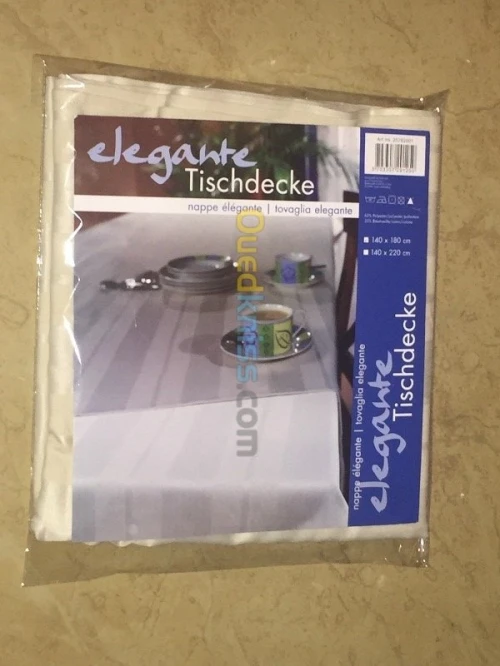 elegante
Tischdecke
nappe élégante | tovaglia elegante
140 x 180 cm
140 x 220 cm
elegante
Tischdecke
nappe élégante | tovaglia elegante
Ouedkniss.com